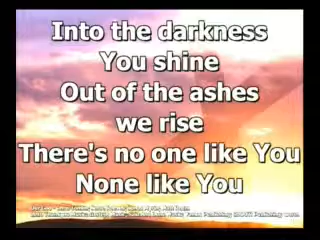 Into the darkness
You shine
Out of the ashes
we rise
There's no one like You
None like You